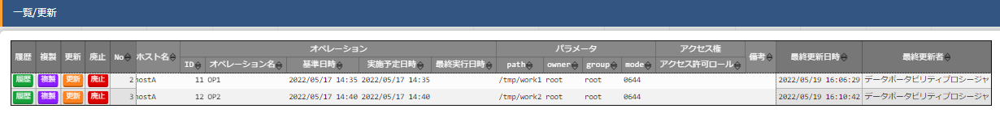 一覧/更新
オペレーション パラメータ アクセス権
履歴 複製 更新 廃止 No ホスト名 備考 最終更新日時 最終更新者
ID オペレーション名 基準日時 実施予定日時 最終実行日時 path owner group mode アクセス許可ロール
履歴 複製 更新 廃止 2 hostA 11 OP1 2022/05/17 14:35 2022/05/17 14:35 /tmp/work1 root root 0644 2022/05/19 16:06:29 データポータビリティプロシージャ
履歴 複製 更新 廃止 3 hostA 12 OP2 2022/05/17 14:40 2022/05/17 14:40 /tmp/work2 root root 0644 2022/05/19 16:10:42 データポータビリティプロシージャ